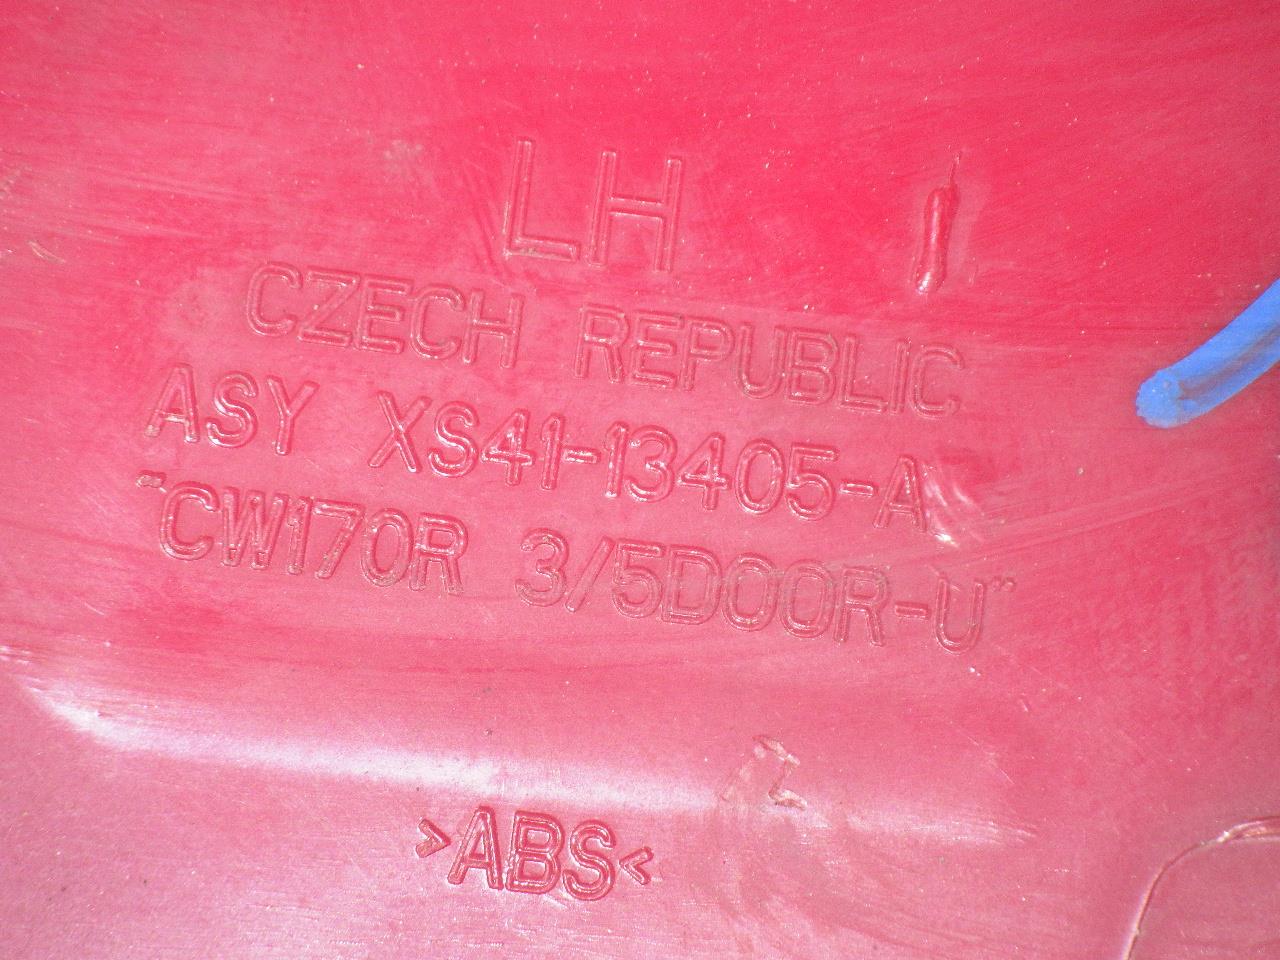 LH
CZECH REPUBLIC
ASY XS41-13405-A
"CW170R 3/5DOOR-U"
>ABS<